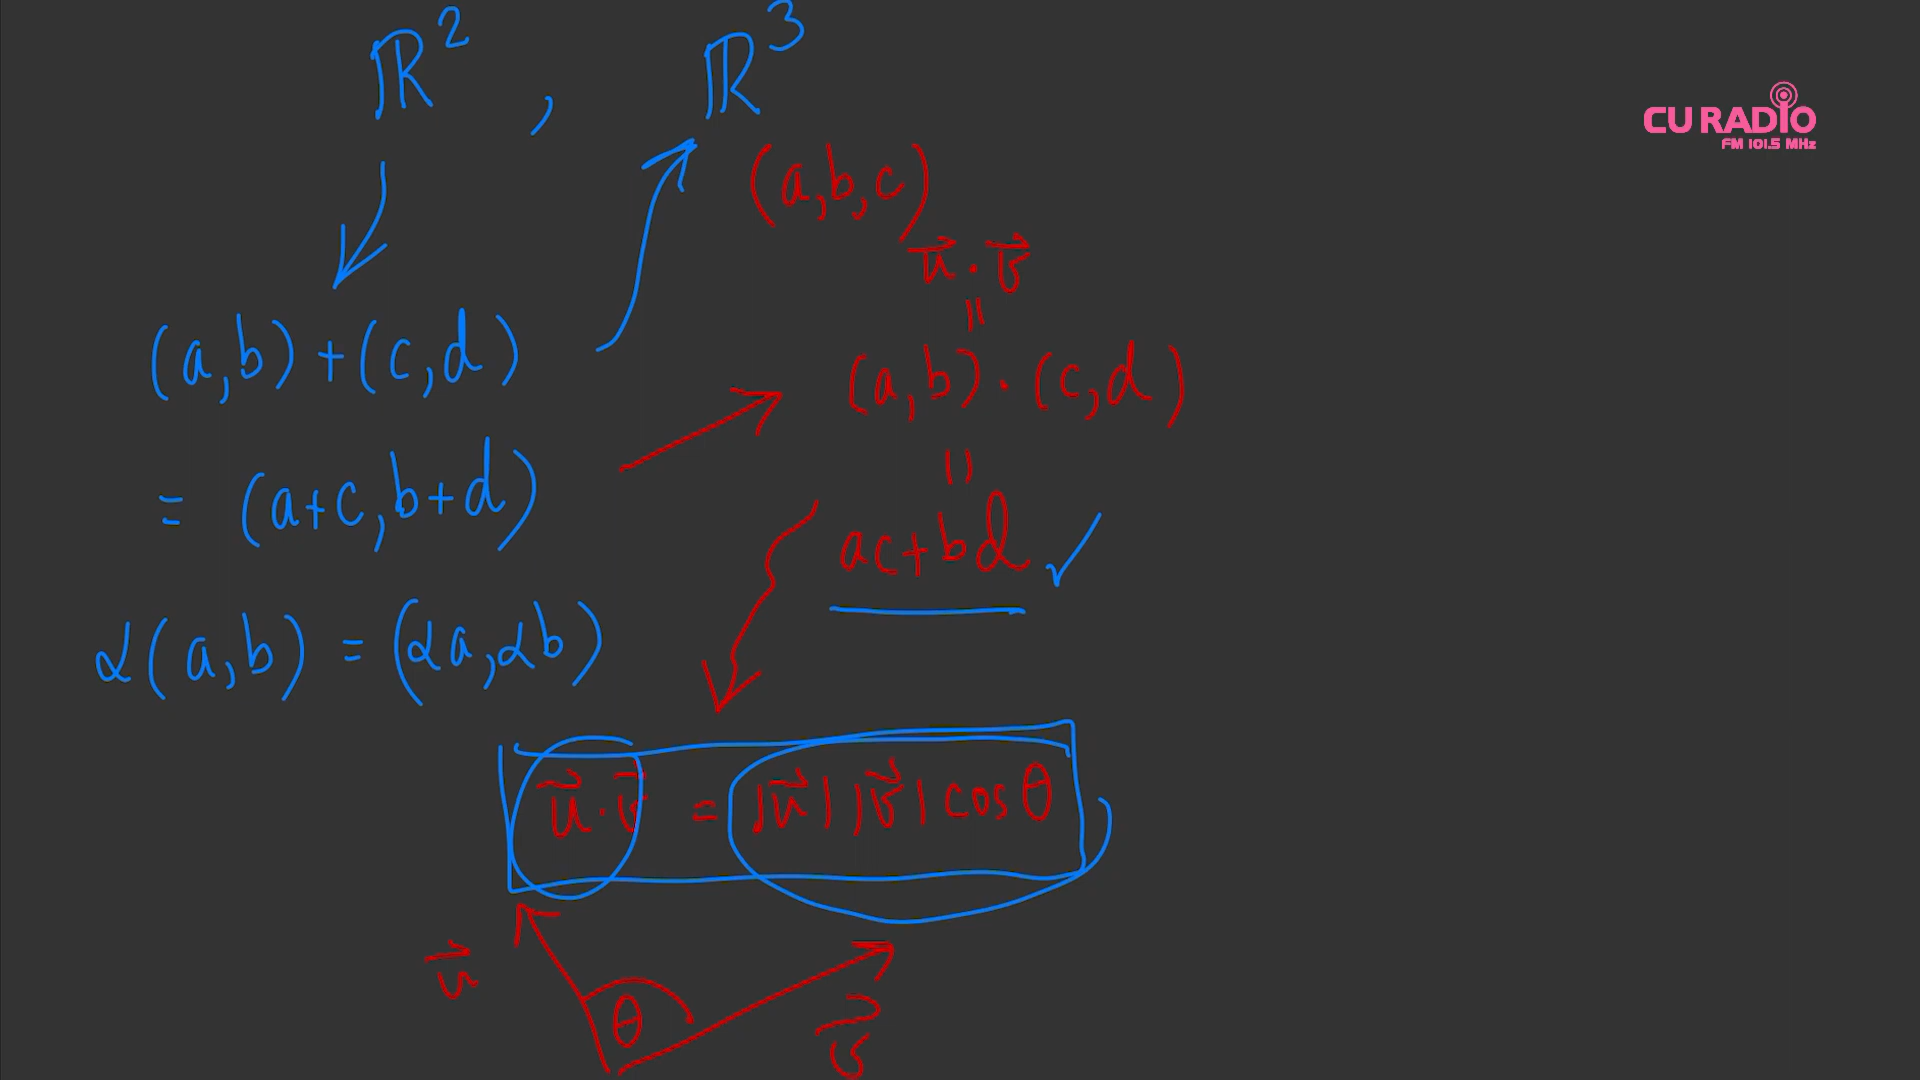 ℝ² , ℝ³
CU RADIO
FM 101.5 MHz
(a,b,c)
(a,b)+(c,d)
= (a+c,b+d)
α(a,b) = (αa,αb)
u⃗ · v⃗
=
(a,b) · (c,d)
=
ac+bd ✓
u⃗ · v⃗ = |u⃗| |v⃗| cos θ
u⃗
θ
v⃗